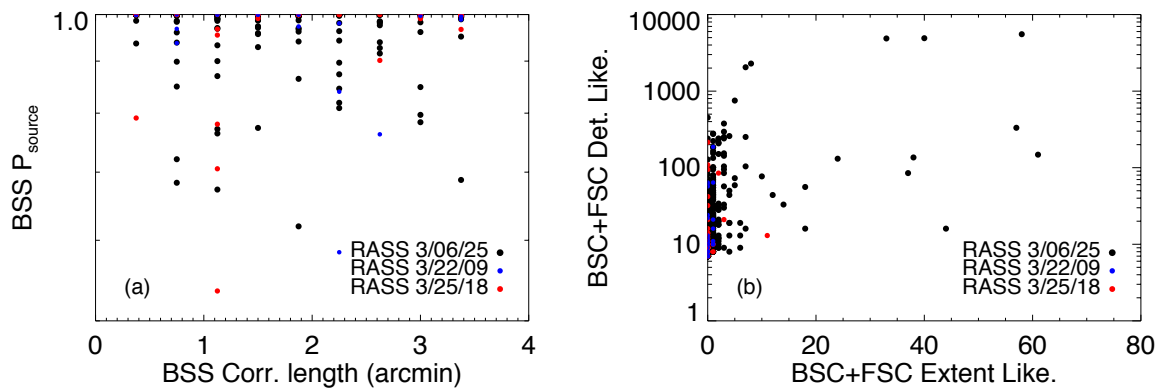 1.0
BSS P_source
RASS 3/06/25
RASS 3/22/09
RASS 3/25/18
(a)
0 1 2 3 4
BSS Corr. length (arcmin)
10000
1000
100
10
1
BSC+FSC Det. Like.
RASS 3/06/25
RASS 3/22/09
RASS 3/25/18
(b)
0 20 40 60 80
BSC+FSC Extent Like.